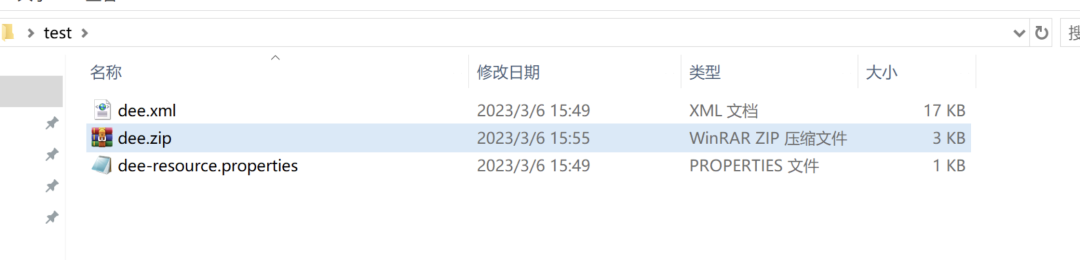 test
搜
名称 修改日期 类型 大小
dee.xml 2023/3/6 15:49 XML 文档 17 KB
dee.zip 2023/3/6 15:55 WinRAR ZIP 压缩文件 3 KB
dee-resource.properties 2023/3/6 15:49 PROPERTIES 文件 1 KB